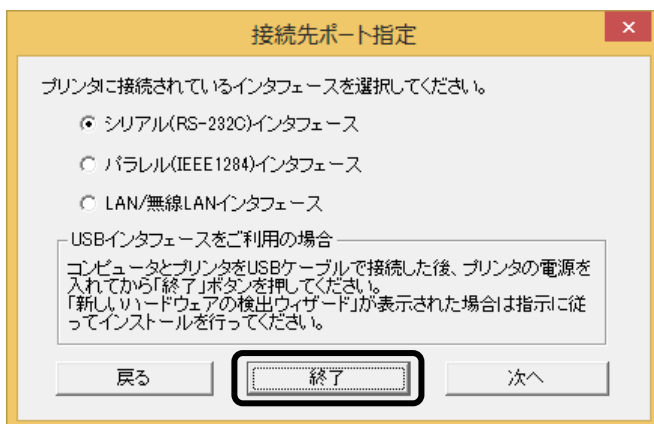 接続先ポート指定
プリンタに接続されているインタフェースを選択してください。
シリアル(RS-232C)インタフェース
パラレル(IEEE1284)インタフェース
LAN/無線LANインタフェース
USBインタフェースをご利用の場合
コンピュータとプリンタをUSBケーブルで接続した後、プリンタの電源を
入れてから「終了」ボタンを押してください。
「新しいハードウェアの検出ウィザード」が表示された場合は指示に従
ってインストールを行ってください。
戻る
終了
次へ